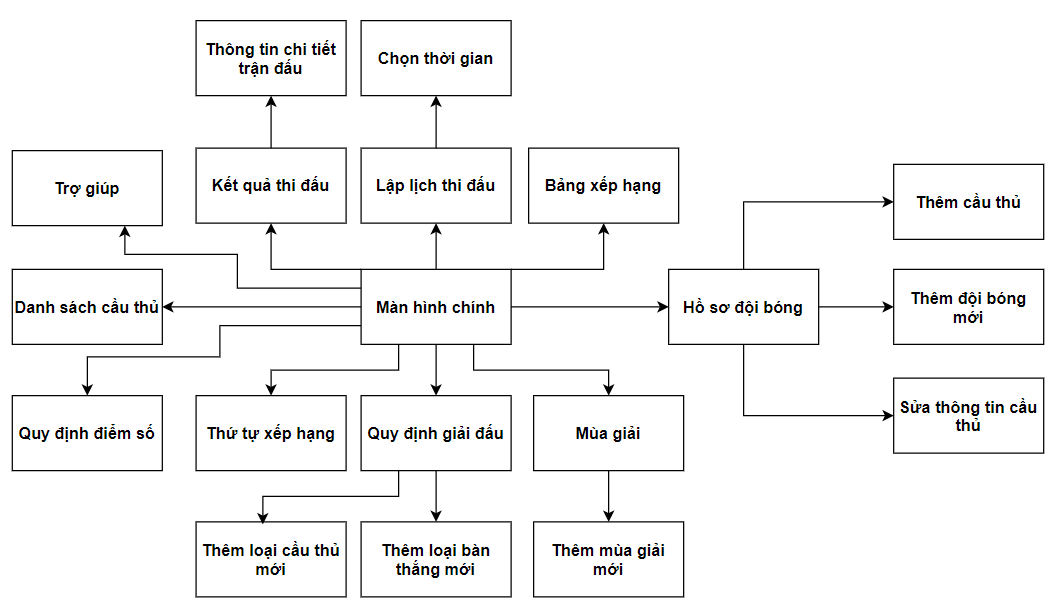 Thông tin chi tiết
trận đấu
Chọn thời gian
Trợ giúp
Kết quả thi đấu
Lập lịch thi đấu
Bảng xếp hạng
Thêm cầu thủ
Danh sách cầu thủ
Màn hình chính
Hồ sơ đội bóng
Thêm đội bóng
mới
Quy định điểm số
Thứ tự xếp hạng
Quy định giải đấu
Mùa giải
Sửa thông tin cầu
thủ
Thêm loại cầu thủ
mới
Thêm loại bàn
thắng mới
Thêm mùa giải
mới